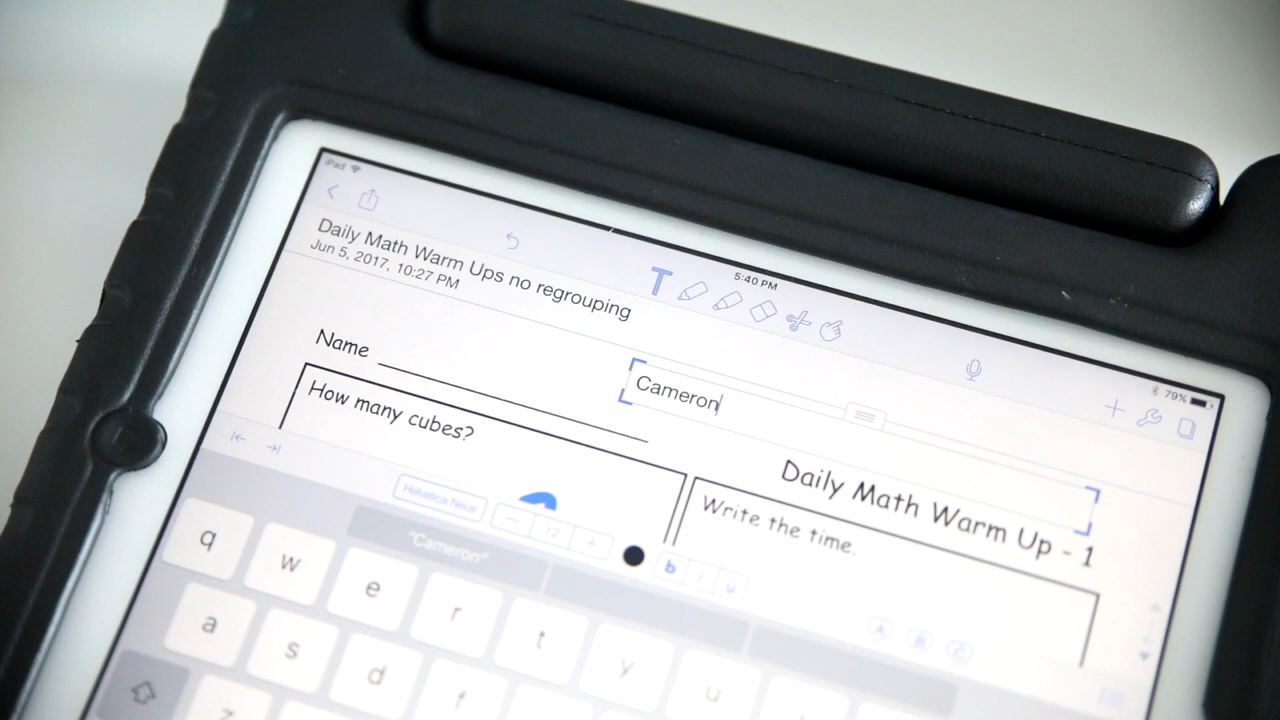 iPad
5:40 PM
79%
Daily Math Warm Ups no regrouping
Jun 5, 2017, 10:27 PM
T
Name
Cameron
How many cubes?
Daily Math Warm Up - 1
Write the time.
Helvetica Neue
− 12 +
b i u
"Cameron"
A B C
q w e r t y u
a s d f
z